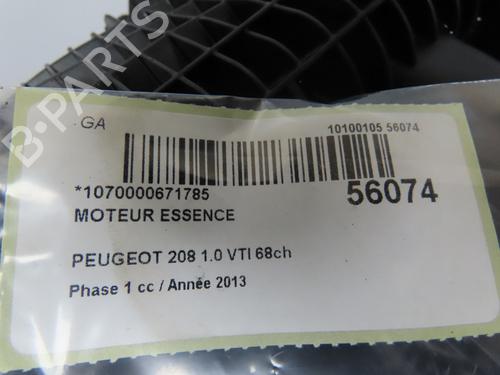 GA
10100105 56074
*1070000671785
56074
MOTEUR ESSENCE
PEUGEOT 208 1.0 VTI 68ch
Phase 1 cc / Année 2013
B-PARTS